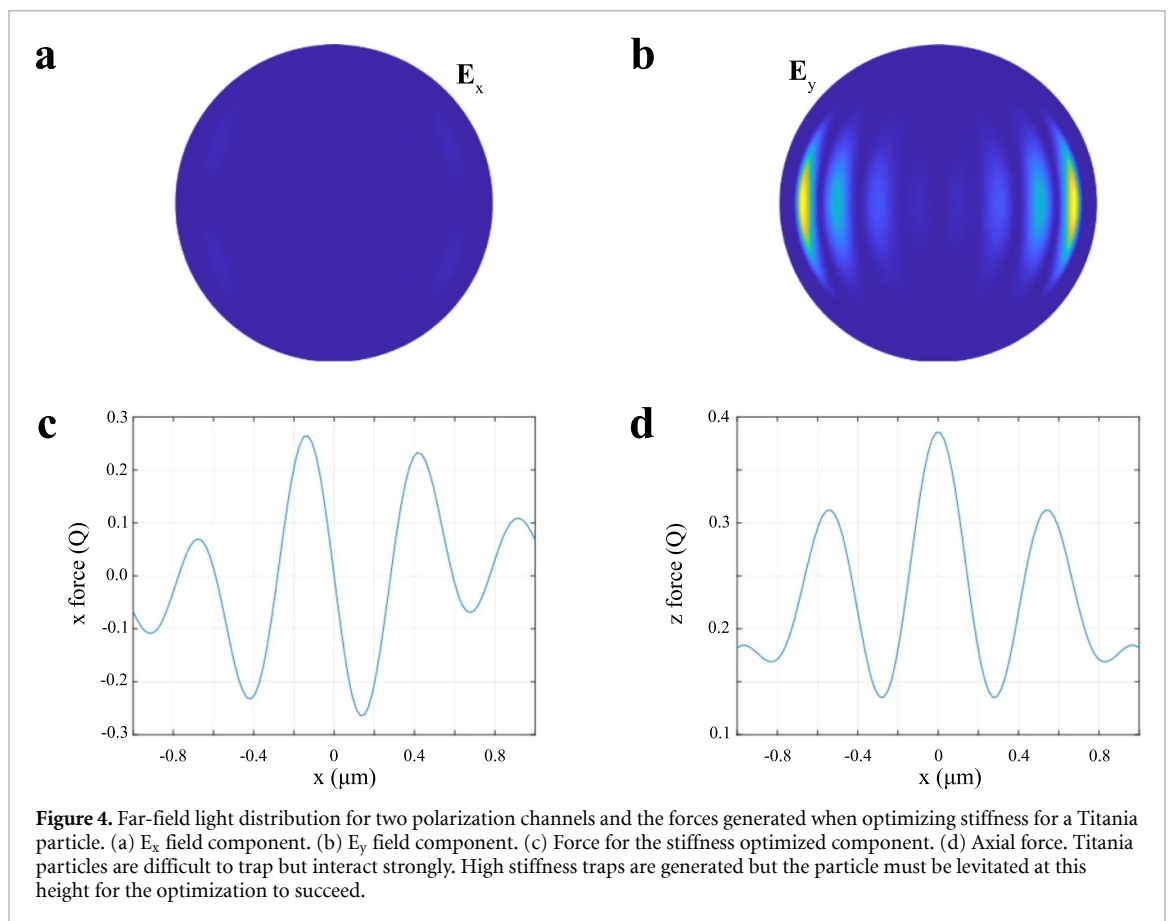 a
E_x
b
E_y
c
0.3
0.2
0.1
0.0
-0.1
-0.2
-0.3
x force (Q)
-0.8 -0.4 0 0.4 0.8
x (μm)
d
0.4
0.3
0.2
0.1
z force (Q)
-0.8 -0.4 0 0.4 0.8
x (μm)
Figure 4. Far-field light distribution for two polarization channels and the forces generated when optimizing stiffness for a Titania
particle. (a) E_x field component. (b) E_y field component. (c) Force for the stiffness optimized component. (d) Axial force. Titania
particles are difficult to trap but interact strongly. High stiffness traps are generated but the particle must be levitated at this
height for the optimization to succeed.